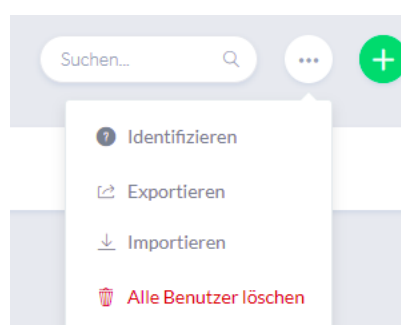 Suchen...
Identifizieren
Exportieren
Importieren
Alle Benutzer löschen